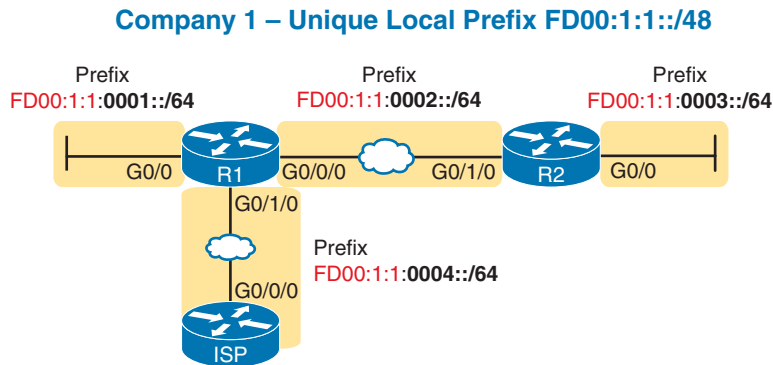 Company 1 – Unique Local Prefix FD00:1:1::/48
Prefix
FD00:1:1:0001::/64
Prefix
FD00:1:1:0002::/64
Prefix
FD00:1:1:0003::/64
G0/0
R1
G0/0/0
G0/1/0
R2
G0/0
G0/1/0
Prefix
FD00:1:1:0004::/64
G0/0/0
ISP